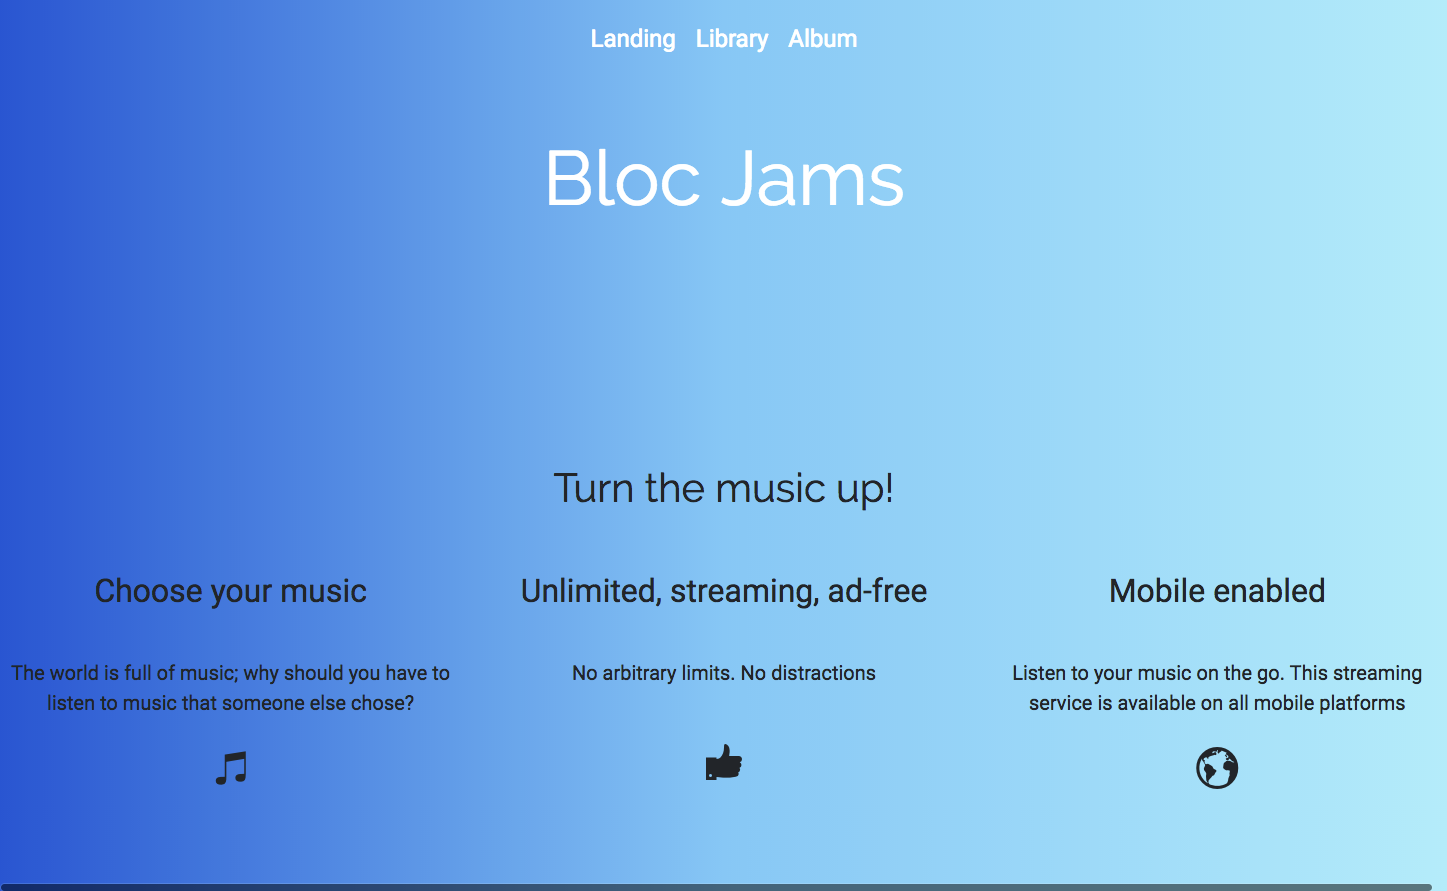 Landing Library Album
Bloc Jams
Turn the music up!
Choose your music
The world is full of music; why should you have to
listen to music that someone else chose?
Unlimited, streaming, ad-free
No arbitrary limits. No distractions
Mobile enabled
Listen to your music on the go. This streaming
service is available on all mobile platforms